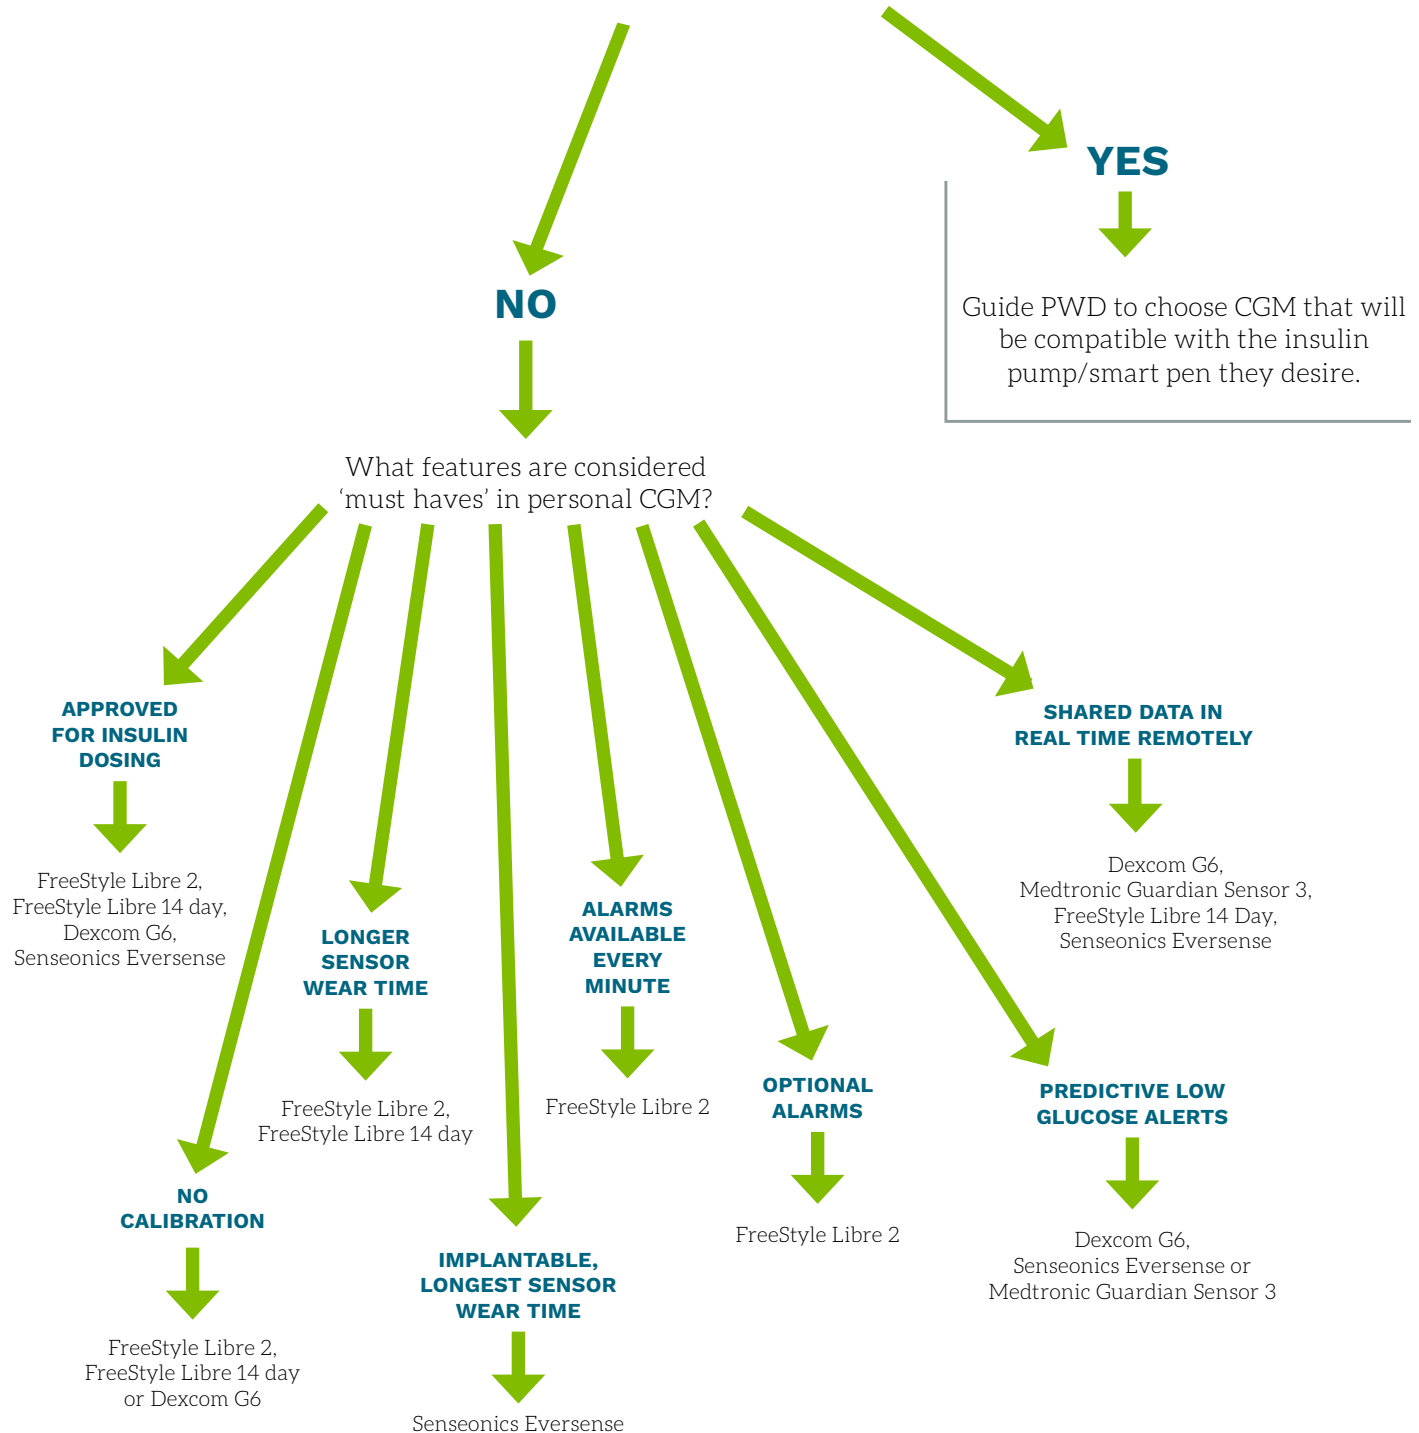 YES
Guide PWD to choose CGM that will
be compatible with the insulin
pump/smart pen they desire.
NO
What features are considered
‘must haves’ in personal CGM?
APPROVED
FOR INSULIN
DOSING
FreeStyle Libre 2,
FreeStyle Libre 14 day,
Dexcom G6,
Senseonics Eversense
NO
CALIBRATION
FreeStyle Libre 2,
FreeStyle Libre 14 day
or Dexcom G6
LONGER
SENSOR
WEAR TIME
FreeStyle Libre 2,
FreeStyle Libre 14 day
IMPLANTABLE,
LONGEST SENSOR
WEAR TIME
Senseonics Eversense
ALARMS
AVAILABLE
EVERY
MINUTE
FreeStyle Libre 2
OPTIONAL
ALARMS
FreeStyle Libre 2
PREDICTIVE LOW
GLUCOSE ALERTS
Dexcom G6,
Senseonics Eversense or
Medtronic Guardian Sensor 3
SHARED DATA IN
REAL TIME REMOTELY
Dexcom G6,
Medtronic Guardian Sensor 3,
FreeStyle Libre 14 Day,
Senseonics Eversense